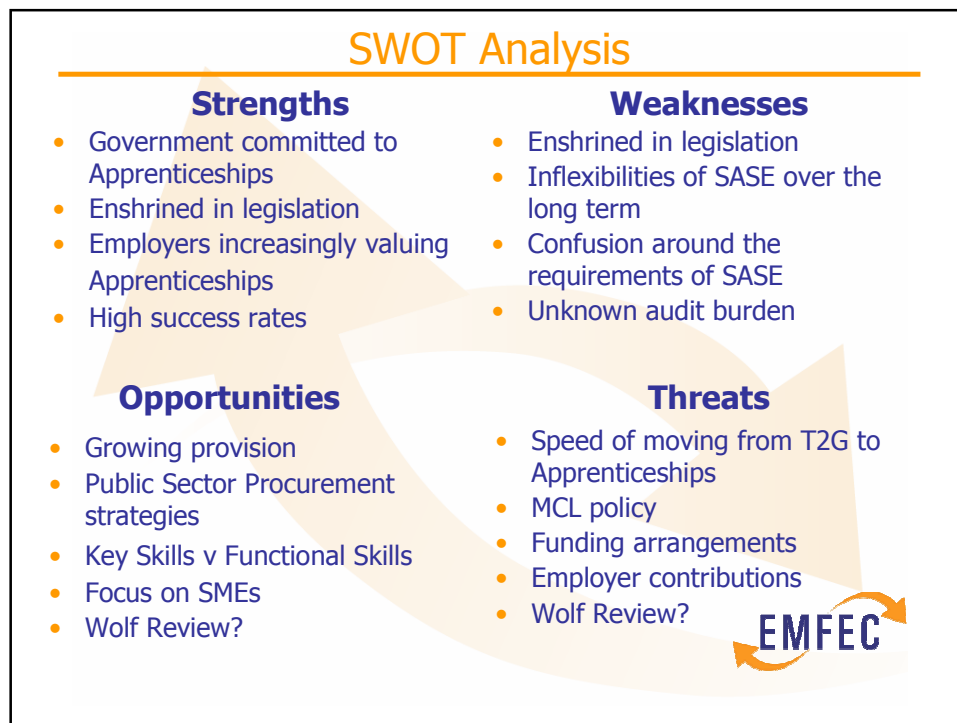 SWOT Analysis
Strengths
• Government committed to
Apprenticeships
• Enshrined in legislation
• Employers increasingly valuing
Apprenticeships
• High success rates
Weaknesses
• Enshrined in legislation
• Inflexibilities of SASE over the
long term
• Confusion around the
requirements of SASE
• Unknown audit burden
Opportunities
• Growing provision
• Public Sector Procurement
strategies
• Key Skills v Functional Skills
• Focus on SMEs
• Wolf Review?
Threats
• Speed of moving from T2G to
Apprenticeships
• MCL policy
• Funding arrangements
• Employer contributions
• Wolf Review?
EMFEC